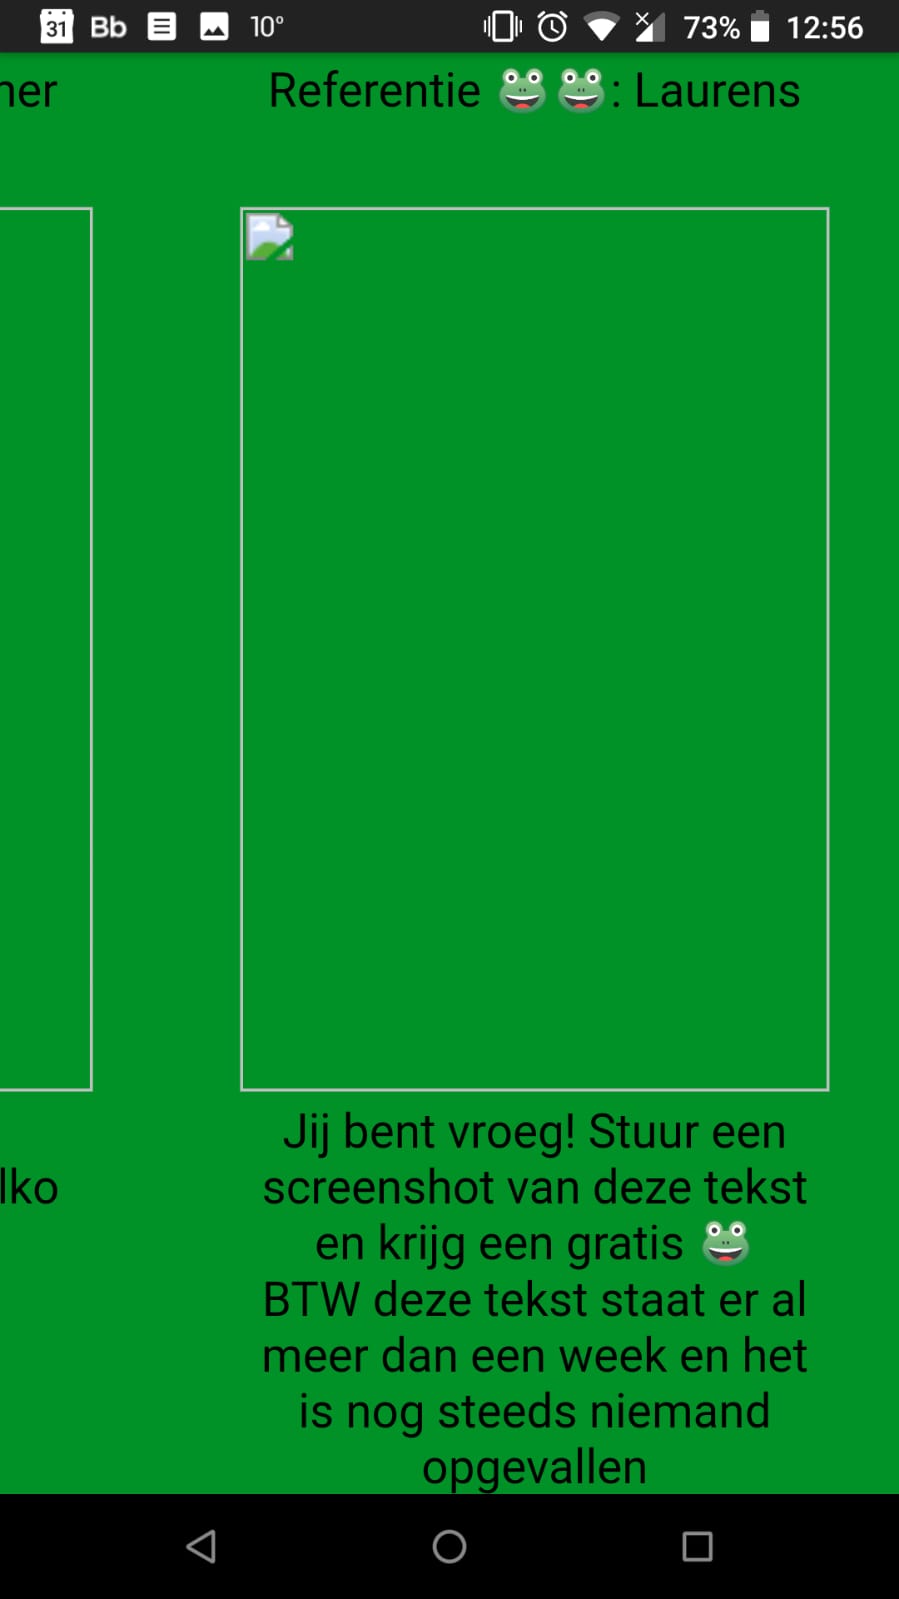 31 Bb 10° 73% 12:56
ner
Referentie 🐸🐸: Laurens
Jij bent vroeg! Stuur een
lko
screenshot van deze tekst
en krijg een gratis 🐸
BTW deze tekst staat er al
meer dan een week en het
is nog steeds niemand
opgevallen